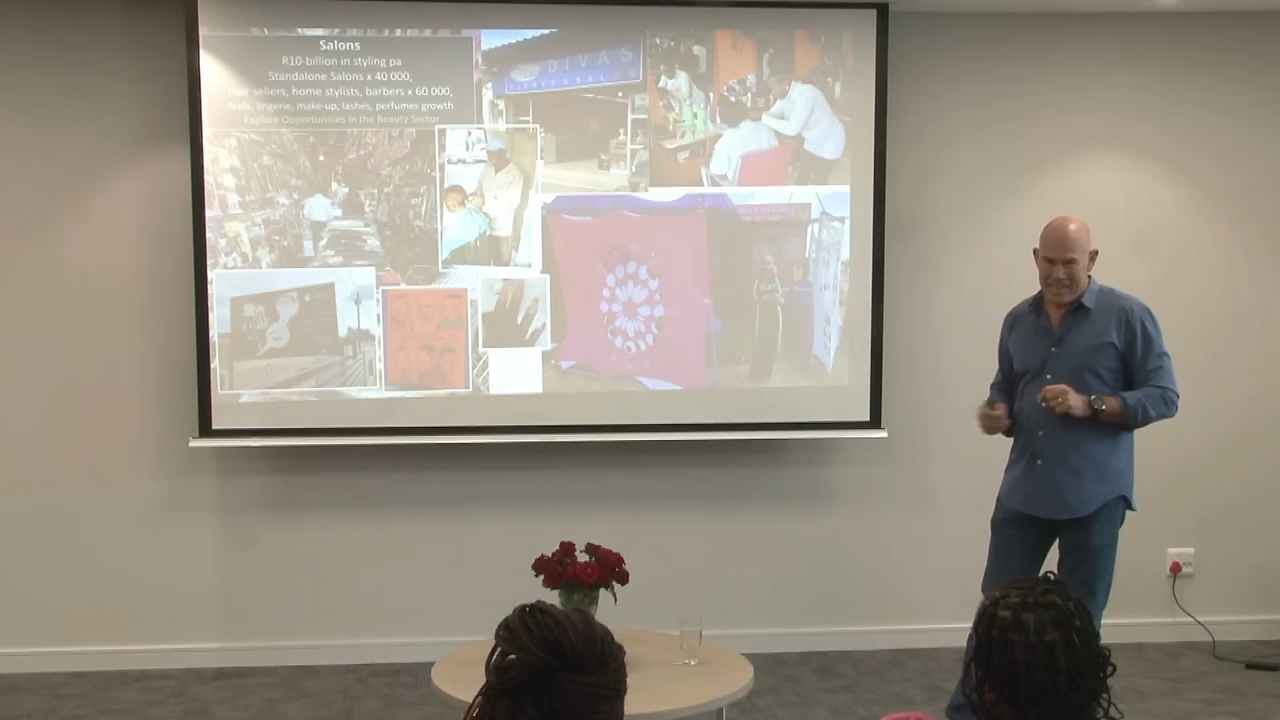 Salons
R10-billion in styling pa
Standalone Salons x 40 000,
Hair sellers, home stylists, barbers x 60 000,
Nails, lingerie, make-up, lashes, perfumes growth
Explore Opportunities in the Beauty Sector
DIVAS